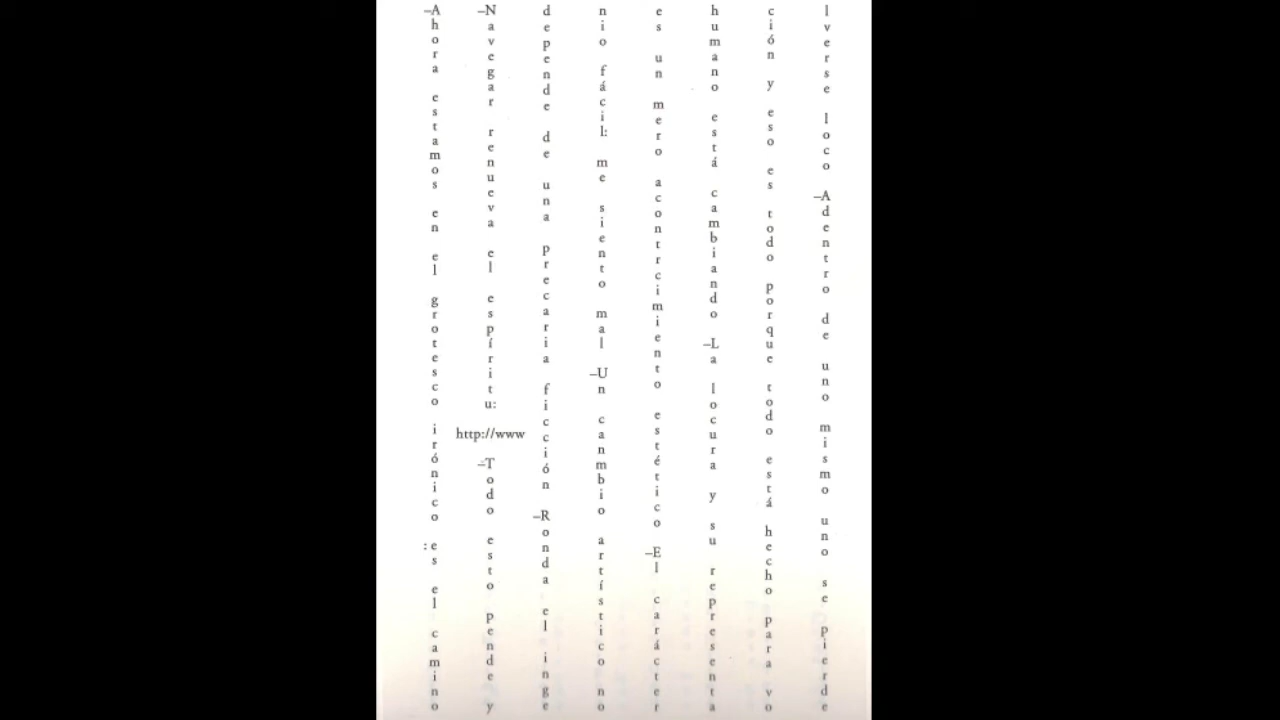 –Ahora estamos en el grotesco irónico :es el camino
–Navegar renueva el espíritu: http://www –Todo esto pende y
depende de una precaria ficción –Ronda el inge
nio fácil: me siento mal –Un canmbio artístico no
es un mero acontrcimiento estético –El carácter
humano está cambiando –La locura y su representa
ción y eso es todo porque todo está hecho para vo
lverse loco –Adentro de uno mismo uno se pierde